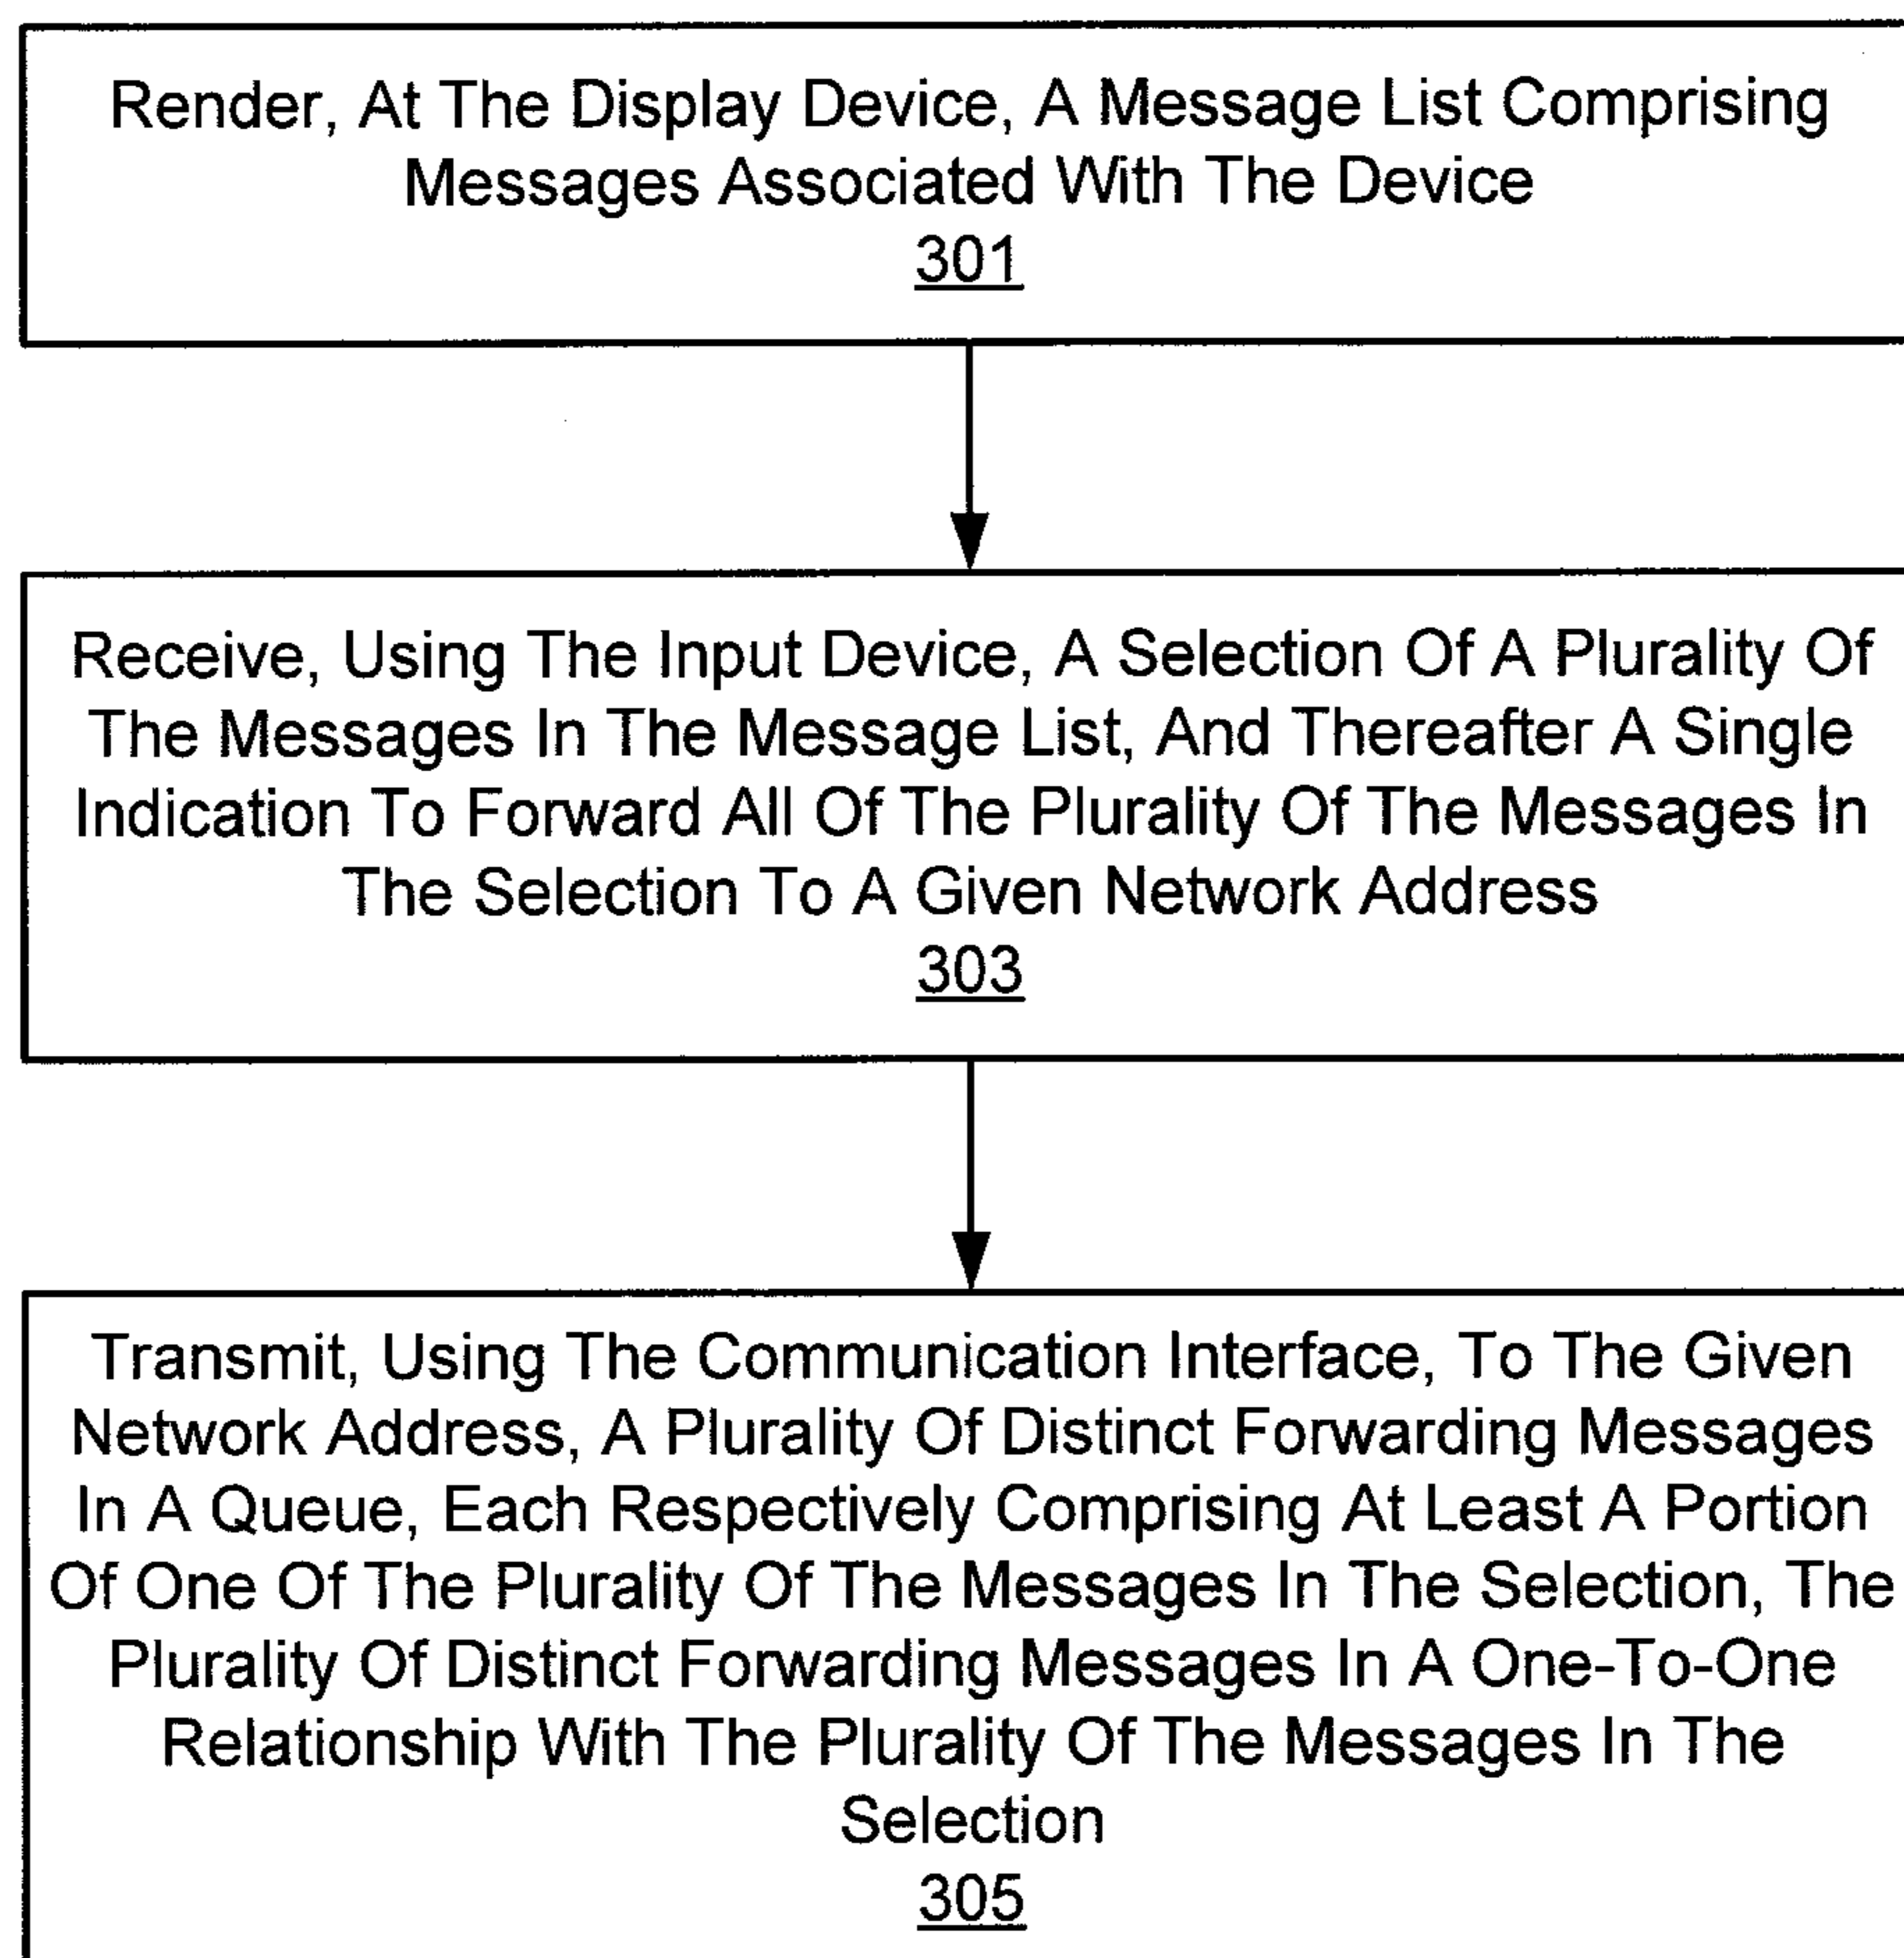 Render, At The Display Device, A Message List Comprising
Messages Associated With The Device
301
Receive, Using The Input Device, A Selection Of A Plurality Of
The Messages In The Message List, And Thereafter A Single
Indication To Forward All Of The Plurality Of The Messages In
The Selection To A Given Network Address
303
Transmit, Using The Communication Interface, To The Given
Network Address, A Plurality Of Distinct Forwarding Messages
In A Queue, Each Respectively Comprising At Least A Portion
Of One Of The Plurality Of The Messages In The Selection, The
Plurality Of Distinct Forwarding Messages In A One-To-One
Relationship With The Plurality Of The Messages In The
Selection
305